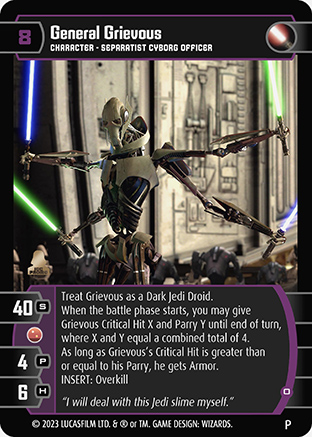 8
General Grievous
CHARACTER - SEPARATIST CYBORG OFFICER
40 S
4 P
6 H
Treat Grievous as a Dark Jedi Droid.
When the battle phase starts, you may give
Grievous Critical Hit X and Parry Y until end of turn,
where X and Y equal a combined total of 4.
As long as Grievous's Critical Hit is greater than
or equal to his Parry, he gets Armor.
INSERT: Overkill
"I will deal with this Jedi slime myself."
© 2023 LUCASFILM LTD. & ® or TM. GAME DESIGN: WIZARDS.
P